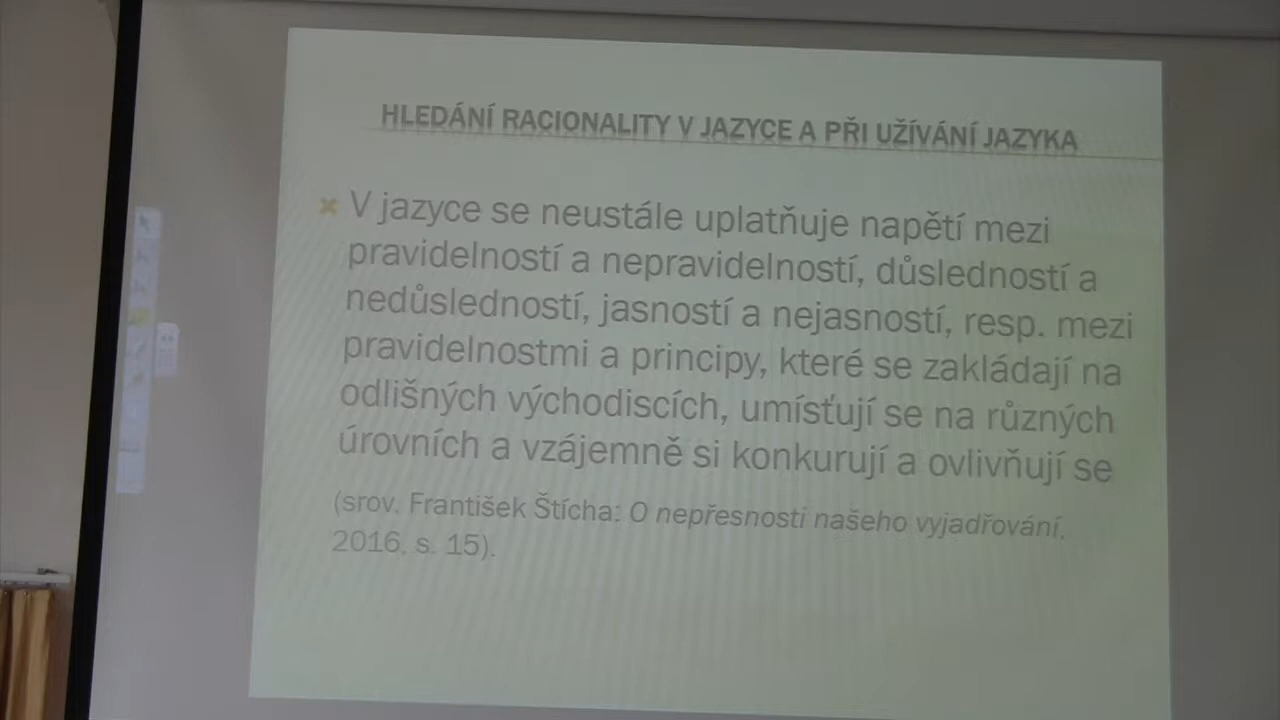 HLEDÁNÍ RACIONALITY V JAZYCE A PŘI UŽÍVÁNÍ JAZYKA
V jazyce se neustále uplatňuje napětí mezi
pravidelností a nepravidelností, důsledností a
nedůsledností, jasností a nejasností, resp. mezi
pravidelnostmi a principy, které se zakládají na
odlišných východiscích, umísťují se na různých
úrovních a vzájemně si konkurují a ovlivňují se
(srov. František Štícha: O nepřesnosti našeho vyjadřování,
2016, s. 15).